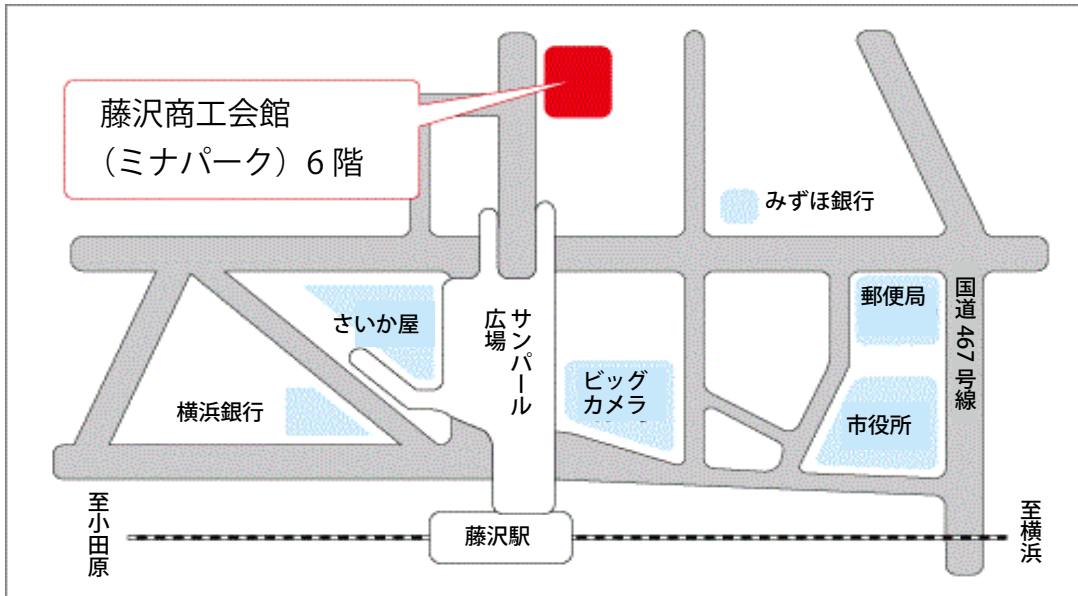 藤沢商工会館
（ミナパーク）6 階
みずほ銀行
郵便局
国道 467 号線
さいか屋
サンパール
広場
ビッグ
カメラ
横浜銀行
市役所
至小田原
藤沢駅
至横浜